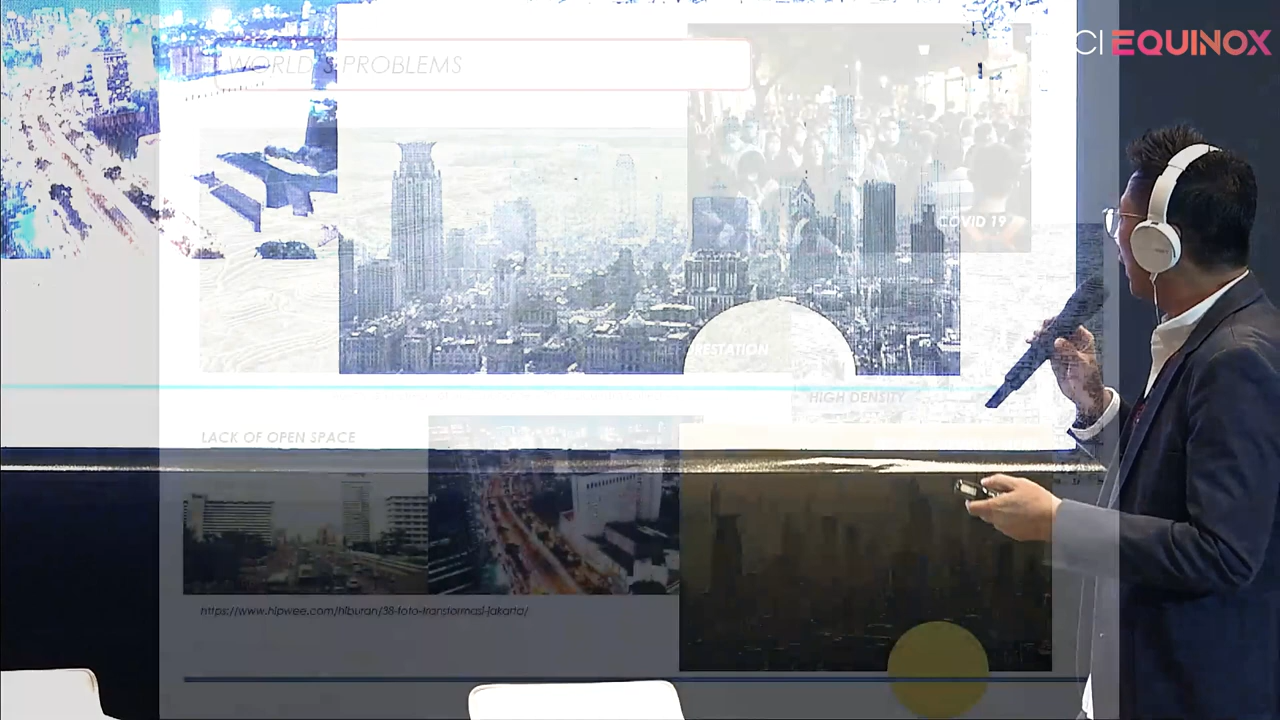 CI EQUINOX
WORLD'S PROBLEMS
COVID 19
HIGH DENSITY
LACK OF OPEN SPACE
https://www.hipwee.com/hiburan/38-foto-transformasi-jakarta/